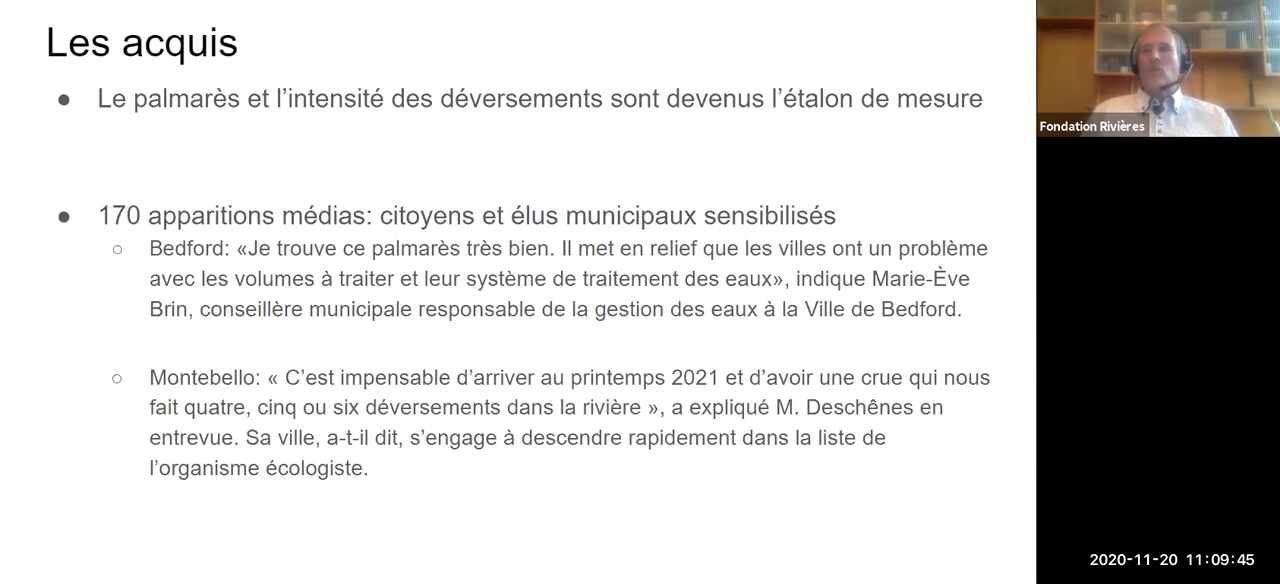 Les acquis
● Le palmarès et l’intensité des déversements sont devenus l’étalon de mesure
● 170 apparitions médias: citoyens et élus municipaux sensibilisés
○ Bedford: «Je trouve ce palmarès très bien. Il met en relief que les villes ont un problème
avec les volumes à traiter et leur système de traitement des eaux», indique Marie-Ève
Brin, conseillère municipale responsable de la gestion des eaux à la Ville de Bedford.
○ Montebello: « C’est impensable d’arriver au printemps 2021 et d’avoir une crue qui nous
fait quatre, cinq ou six déversements dans la rivière », a expliqué M. Deschênes en
entrevue. Sa ville, a-t-il dit, s’engage à descendre rapidement dans la liste de
l’organisme écologiste.
Fondation Rivières
2020-11-20 11:09:45